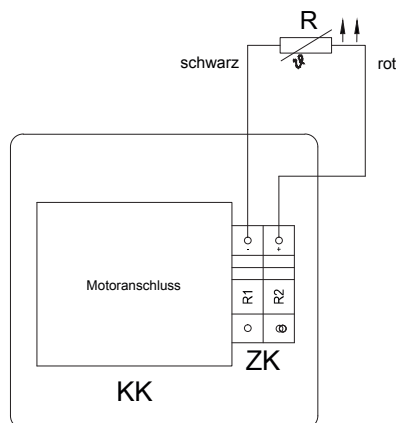 R
schwarz
rot
ϑ
- +
Motoranschluss
R1 R2
ZK
KK